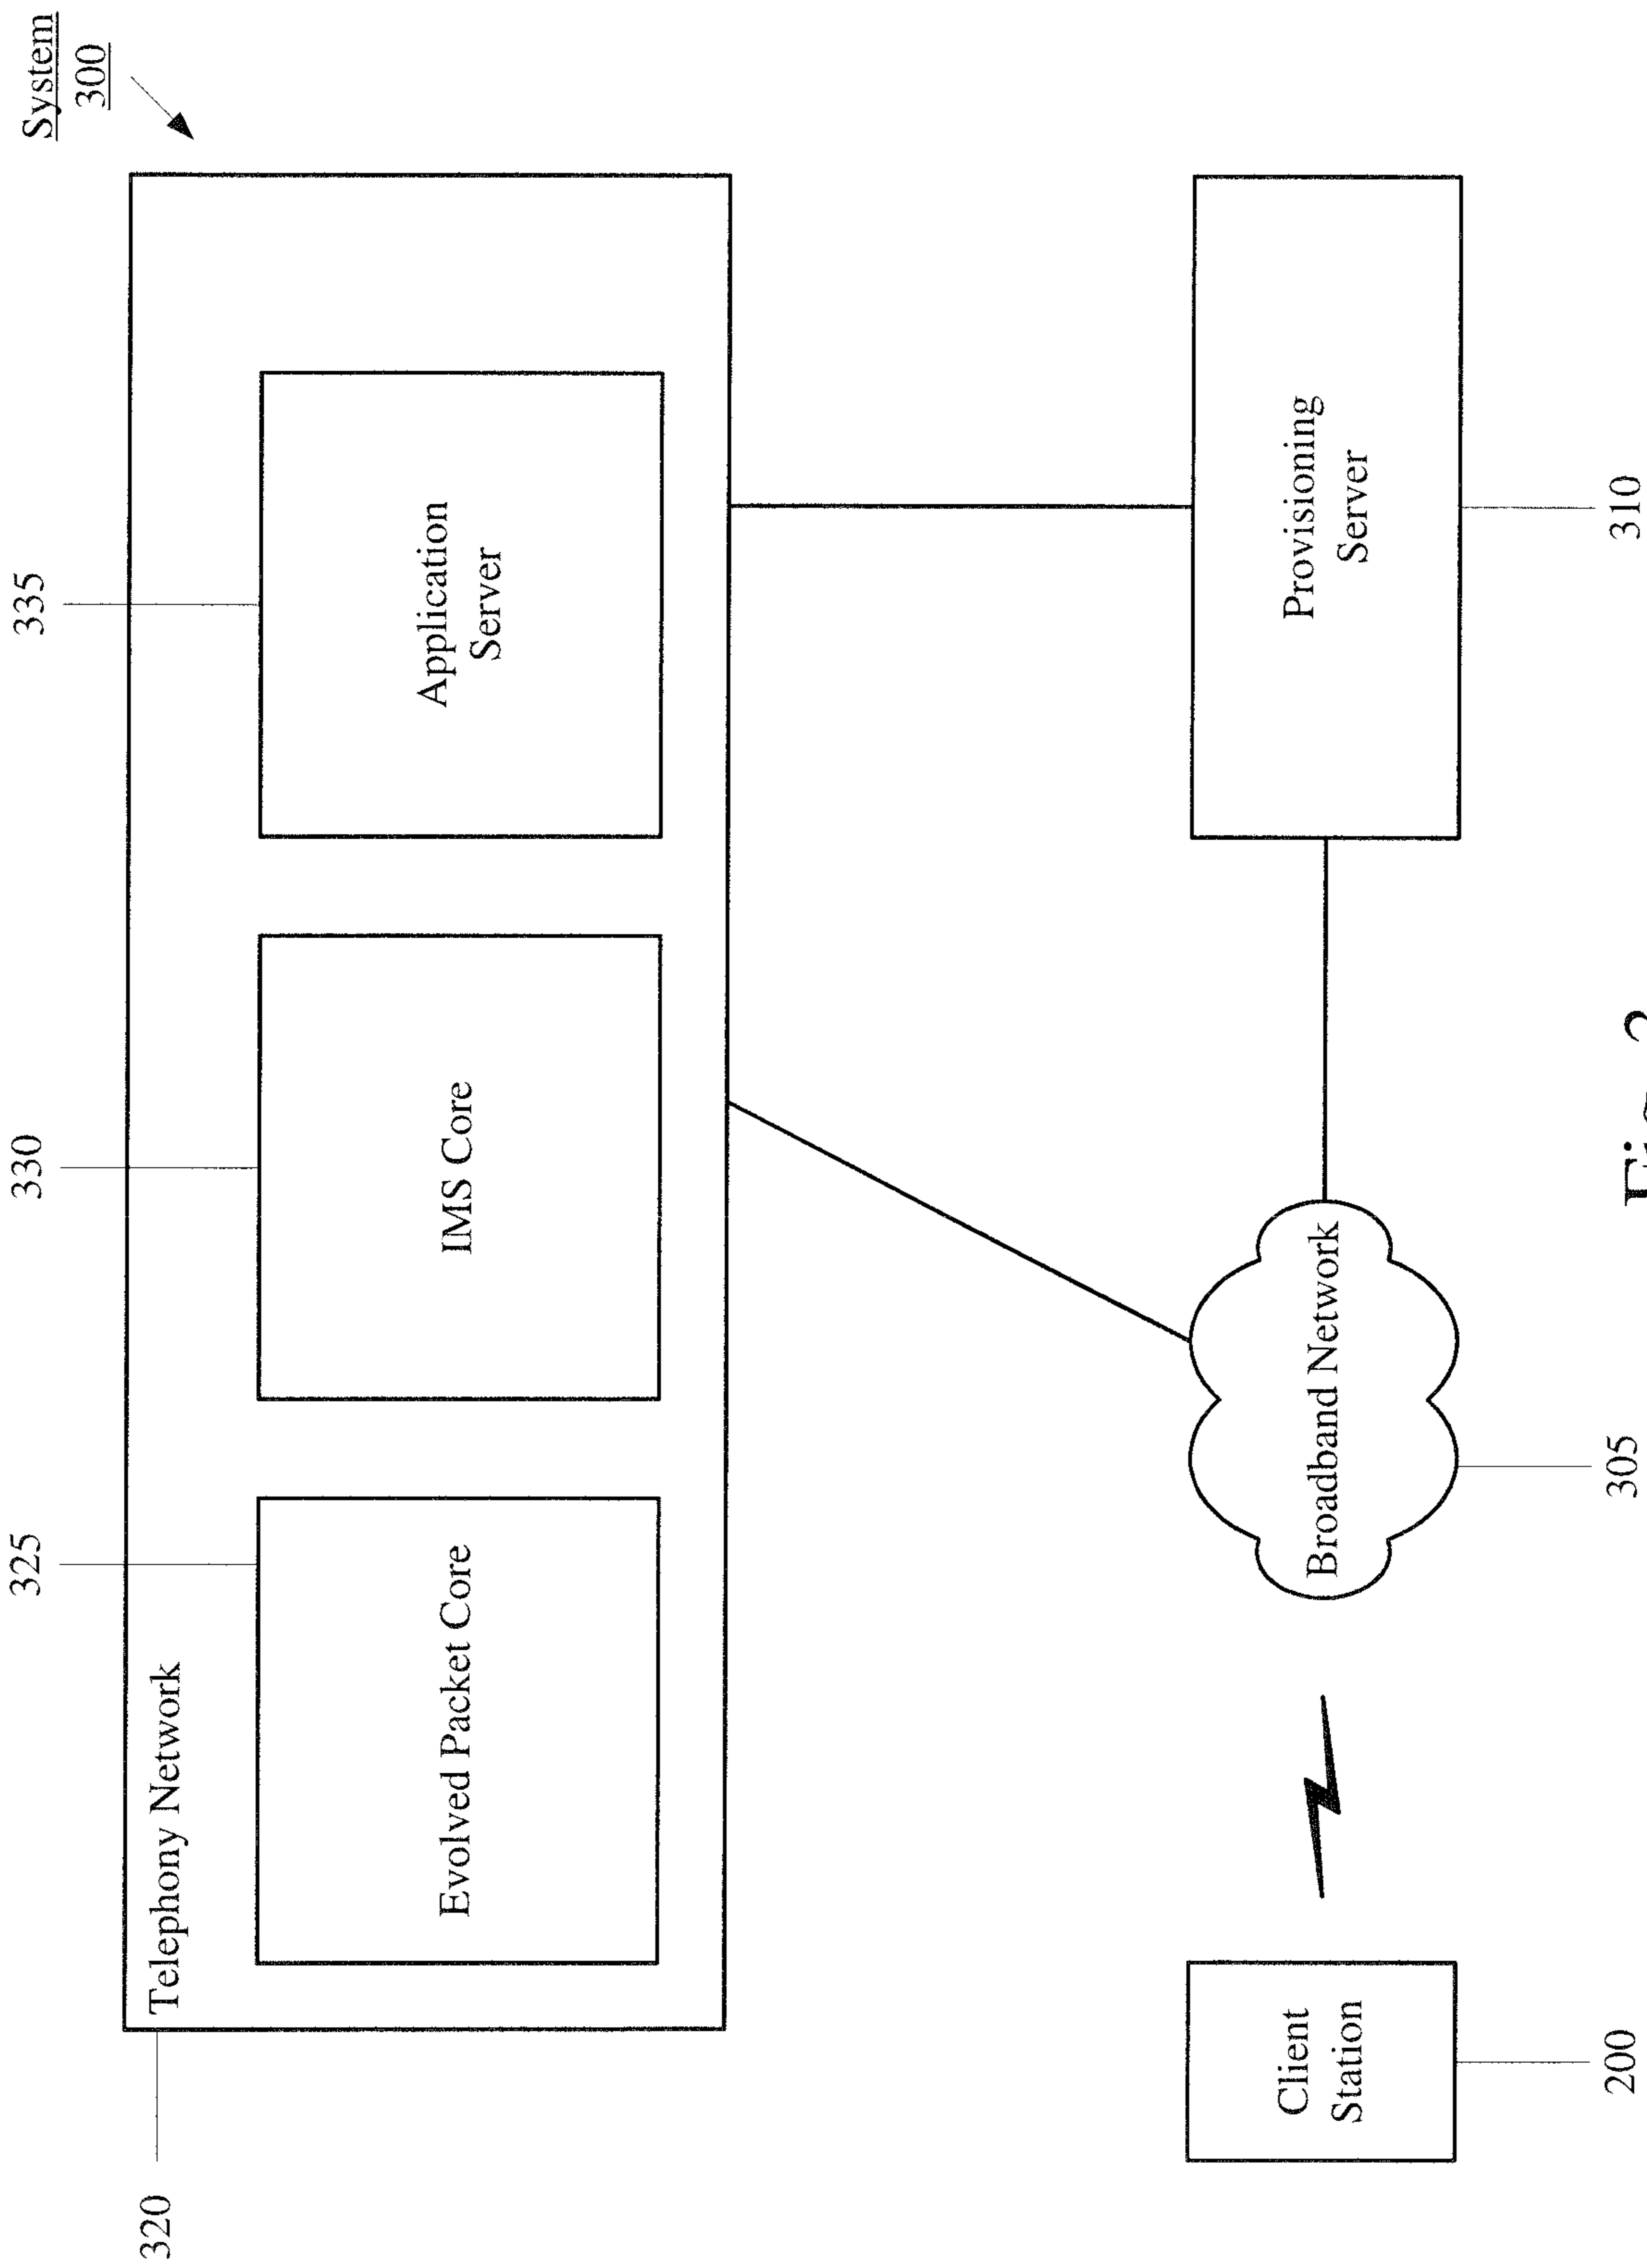 System
300
325
330
335
320
Telephony Network
Evolved Packet Core
IMS Core
Application
Server
Client
Station
Broadband Network
Provisioning
Server
200
305
310
Fig.